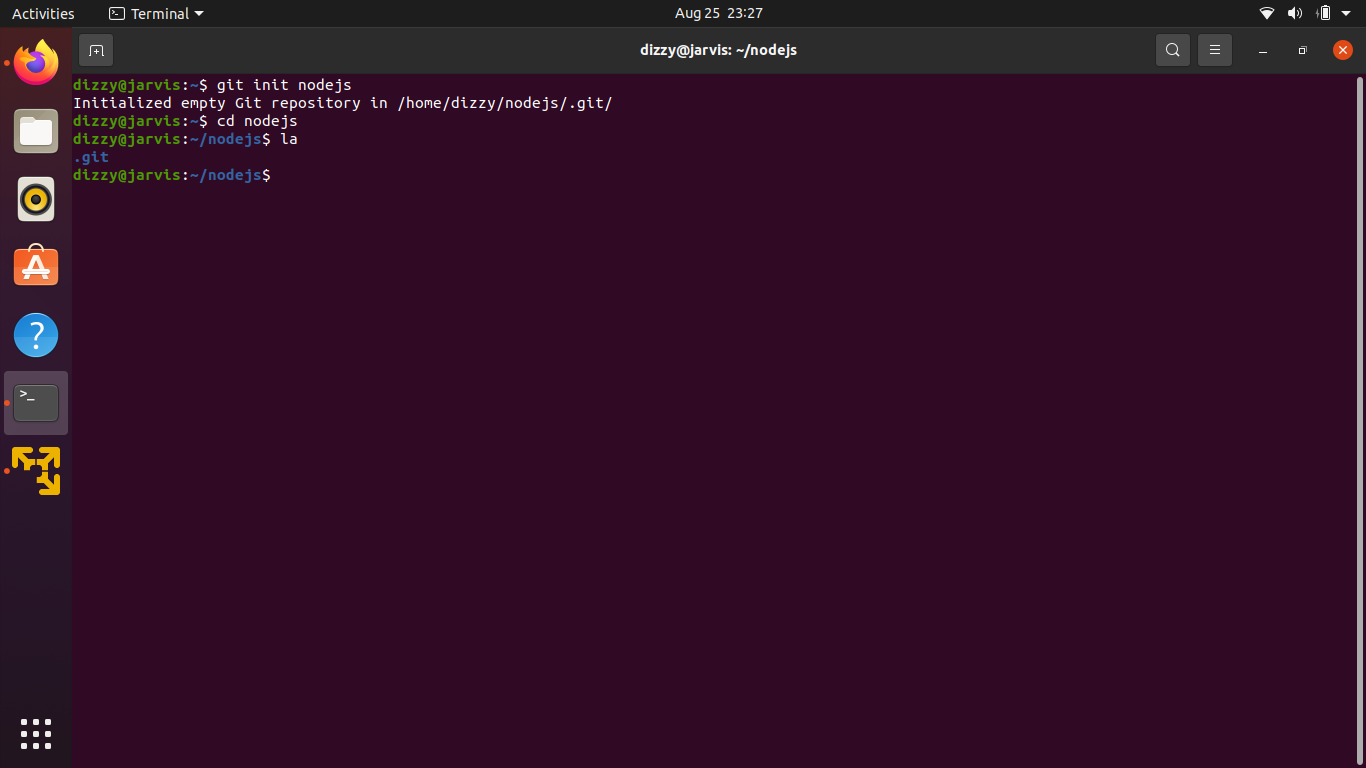 Activities Terminal Aug 25 23:27
dizzy@jarvis: ~/nodejs
dizzy@jarvis:~$ git init nodejs
Initialized empty Git repository in /home/dizzy/nodejs/.git/
dizzy@jarvis:~$ cd nodejs
dizzy@jarvis:~/nodejs$ la
.git
dizzy@jarvis:~/nodejs$